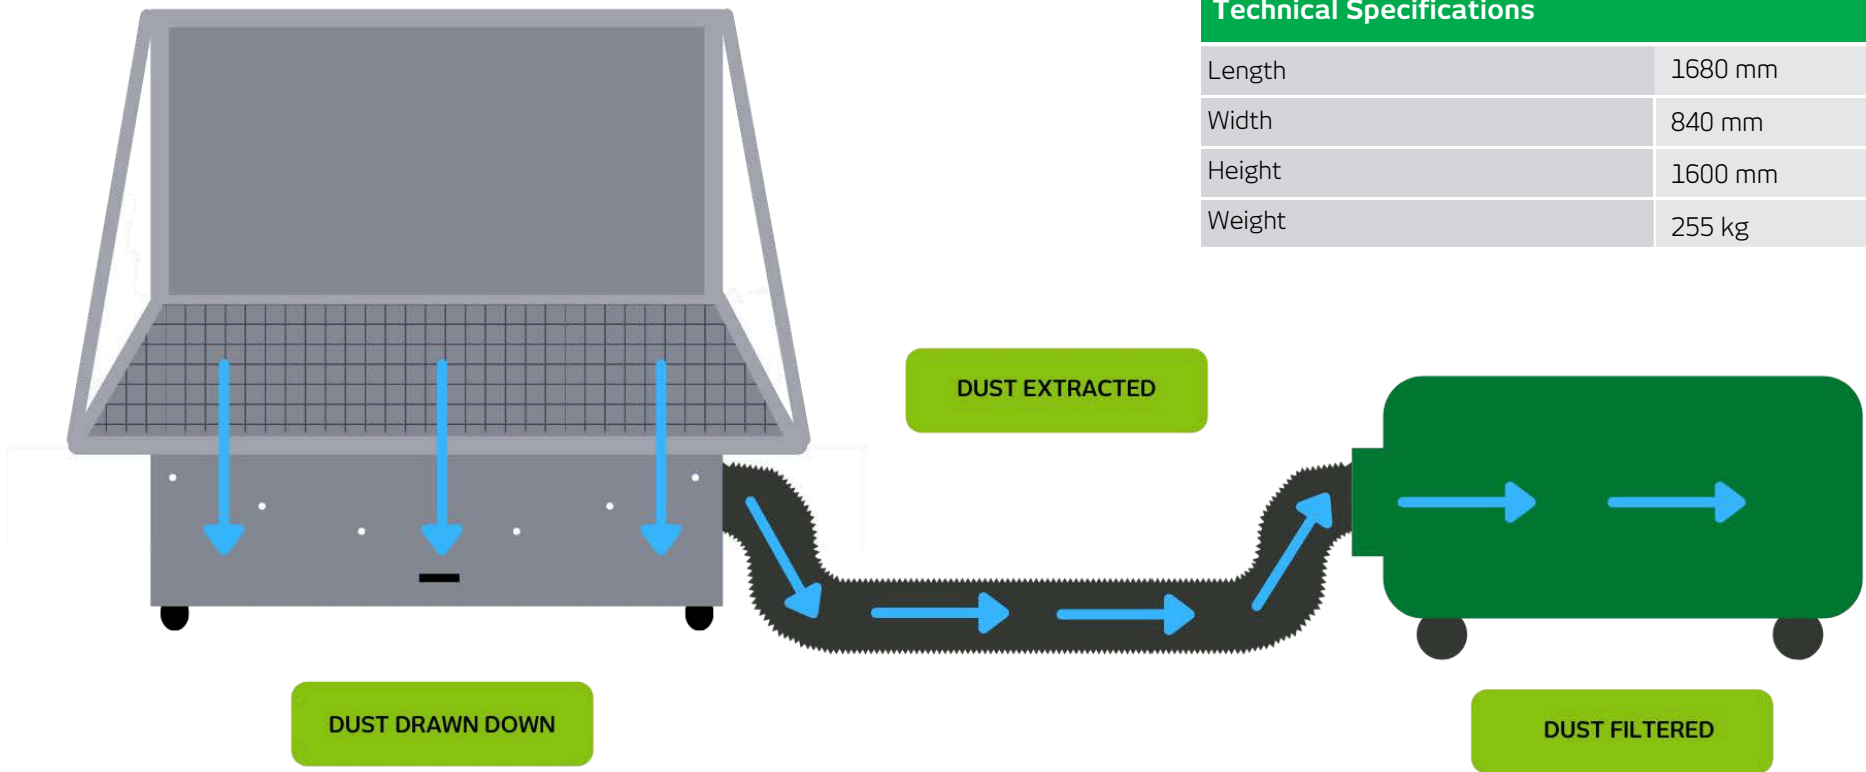 Technical Specifications
Length 1680 mm
Width 840 mm
Height 1600 mm
Weight 255 kg
DUST EXTRACTED
DUST DRAWN DOWN
DUST FILTERED